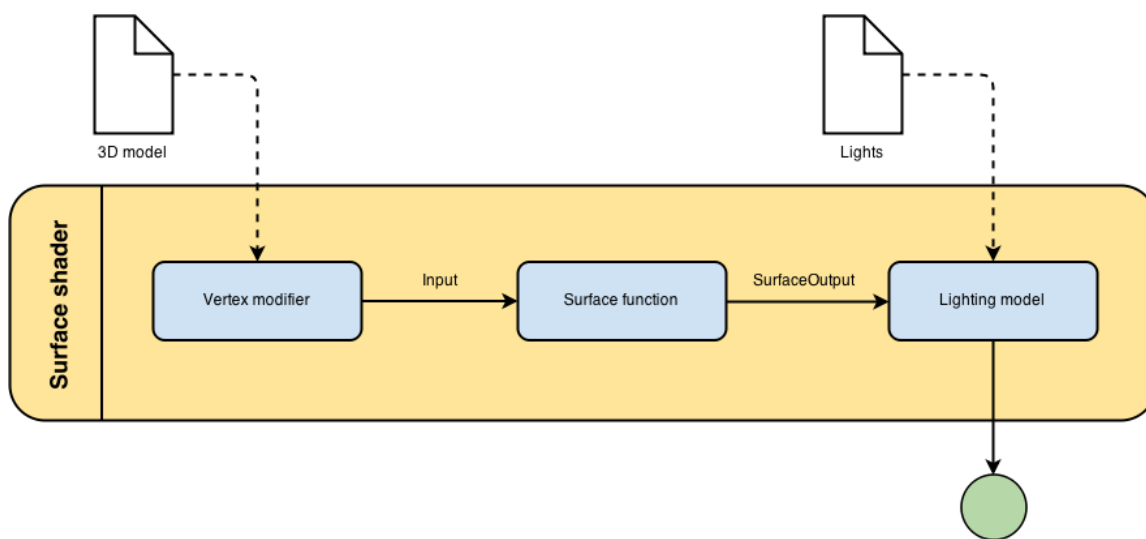 3D model
Lights
Surface shader
Vertex modifier
Input
Surface function
SurfaceOutput
Lighting model